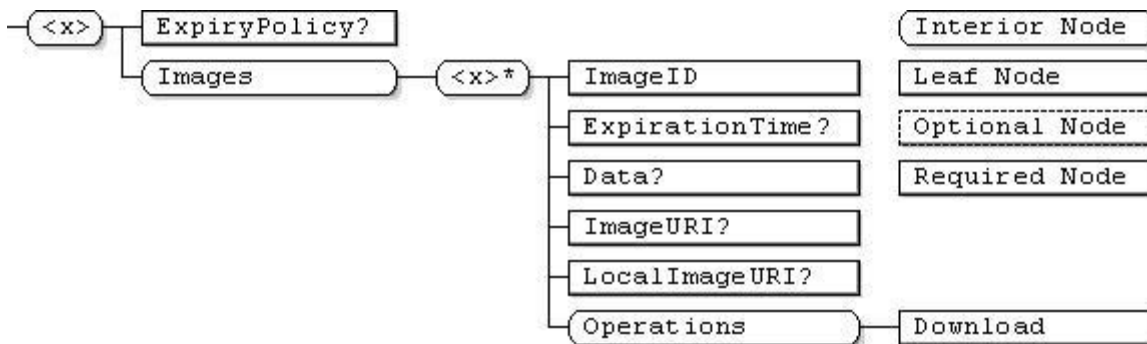 <x> ExpiryPolicy? Interior Node
Images <x>* ImageID Leaf Node
ExpirationTime? Optional Node
Data? Required Node
ImageURI?
LocalImageURI?
Operations Download